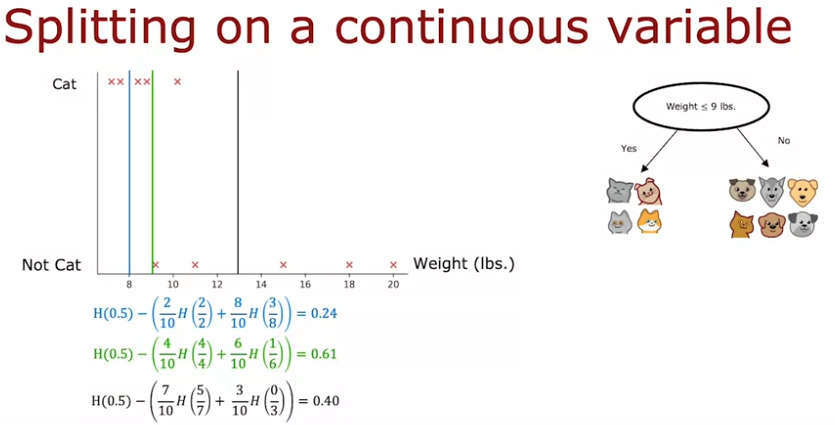 Splitting on a continuous variable
Cat
Not Cat
8 10 12 14 16 18 20
Weight (lbs.)
H(0.5) − (2/10 H(2/2) + 8/10 H(3/8)) = 0.24
H(0.5) − (4/10 H(4/4) + 6/10 H(1/6)) = 0.61
H(0.5) − (7/10 H(5/7) + 3/10 H(0/3)) = 0.40
Weight ≤ 9 lbs.
Yes
No